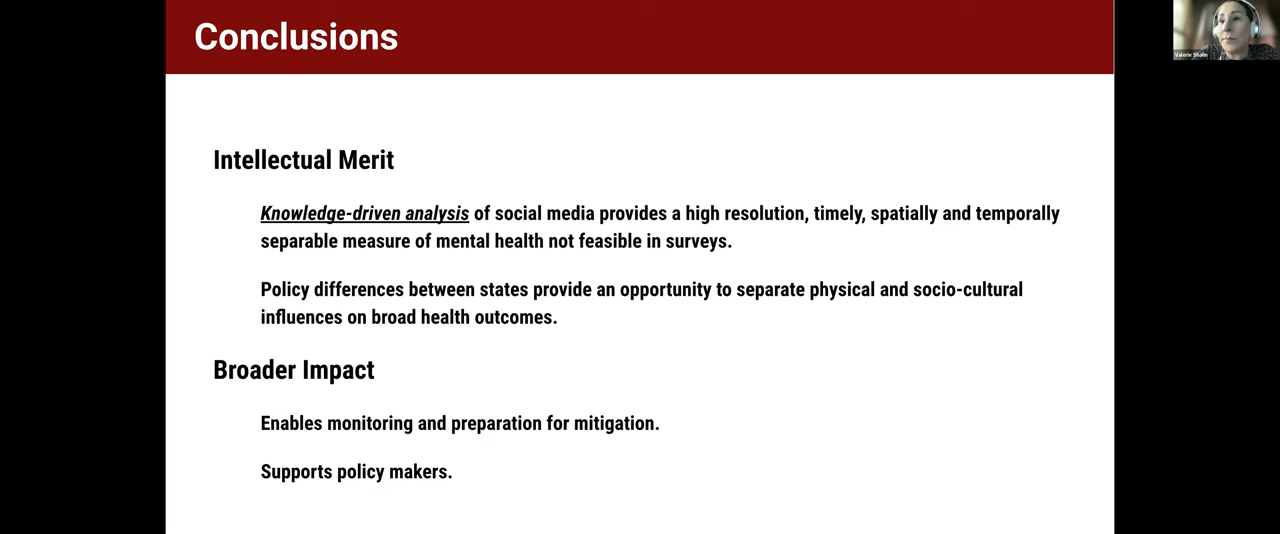 Conclusions
Valerie Shalin
Intellectual Merit
Knowledge-driven analysis of social media provides a high resolution, timely, spatially and temporally
separable measure of mental health not feasible in surveys.
Policy differences between states provide an opportunity to separate physical and socio-cultural
influences on broad health outcomes.
Broader Impact
Enables monitoring and preparation for mitigation.
Supports policy makers.